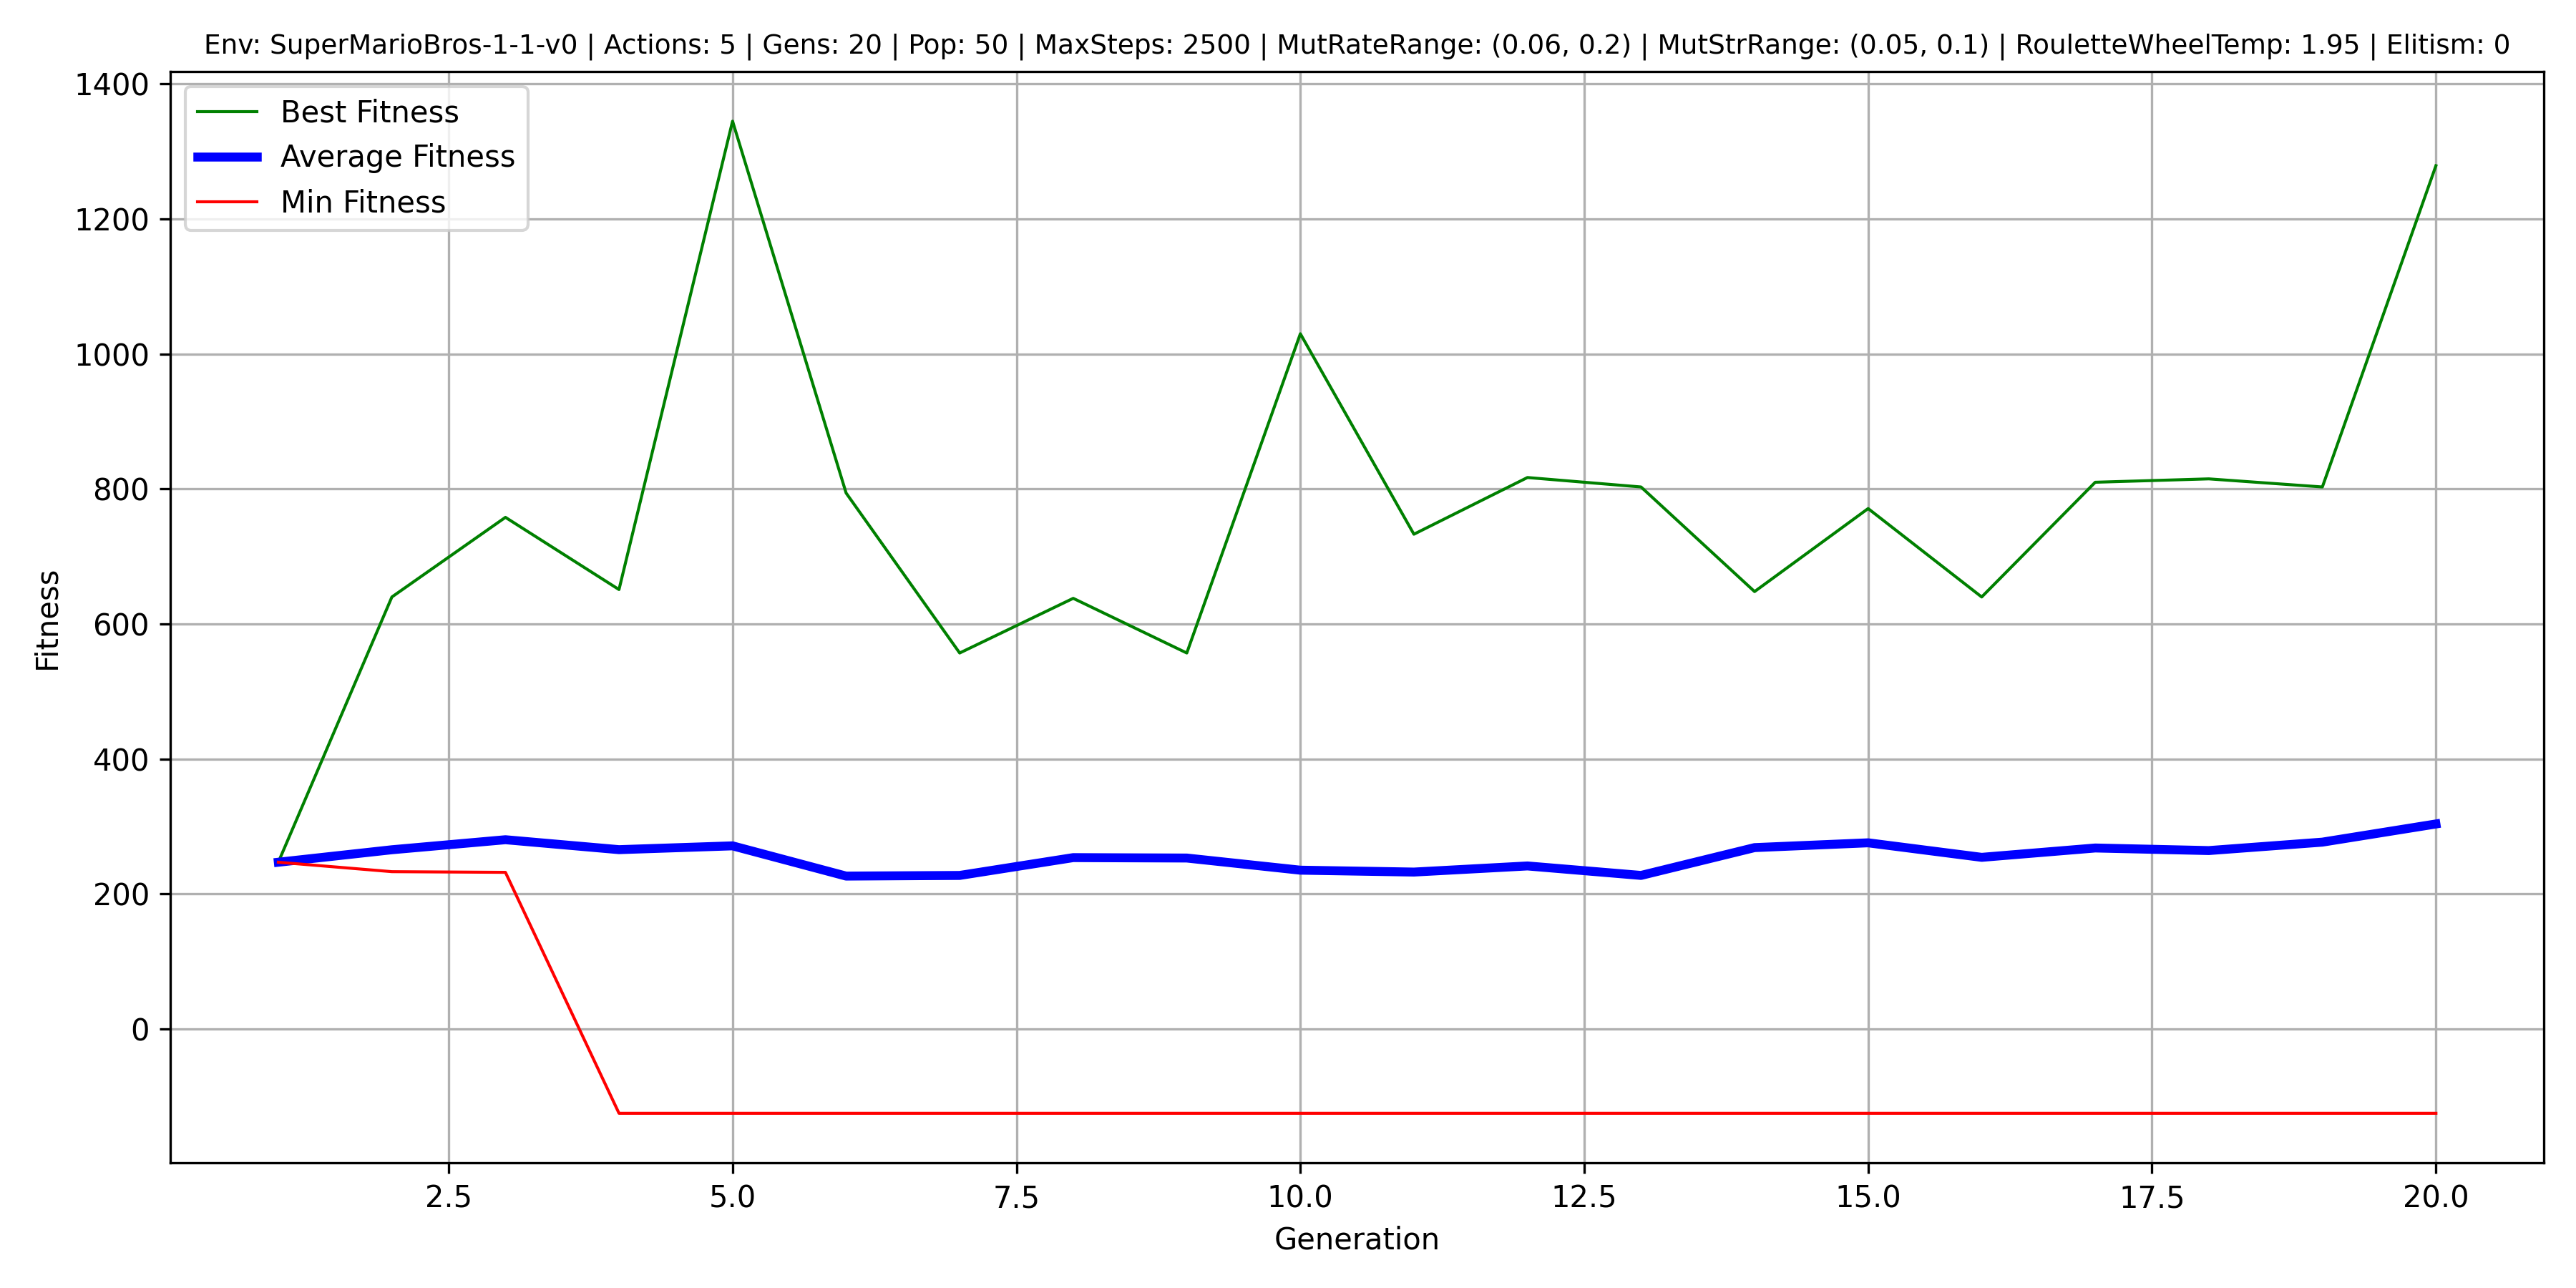 Env: SuperMarioBros-1-1-v0 | Actions: 5 | Gens: 20 | Pop: 50 | MaxSteps: 2500 | MutRateRange: (0.06, 0.2) | MutStrRange: (0.05, 0.1) | RouletteWheelTemp: 1.95 | Elitism: 0
Best Fitness
Average Fitness
Min Fitness
1400
1200
1000
800
600
400
200
0
Fitness
2.5 5.0 7.5 10.0 12.5 15.0 17.5 20.0
Generation